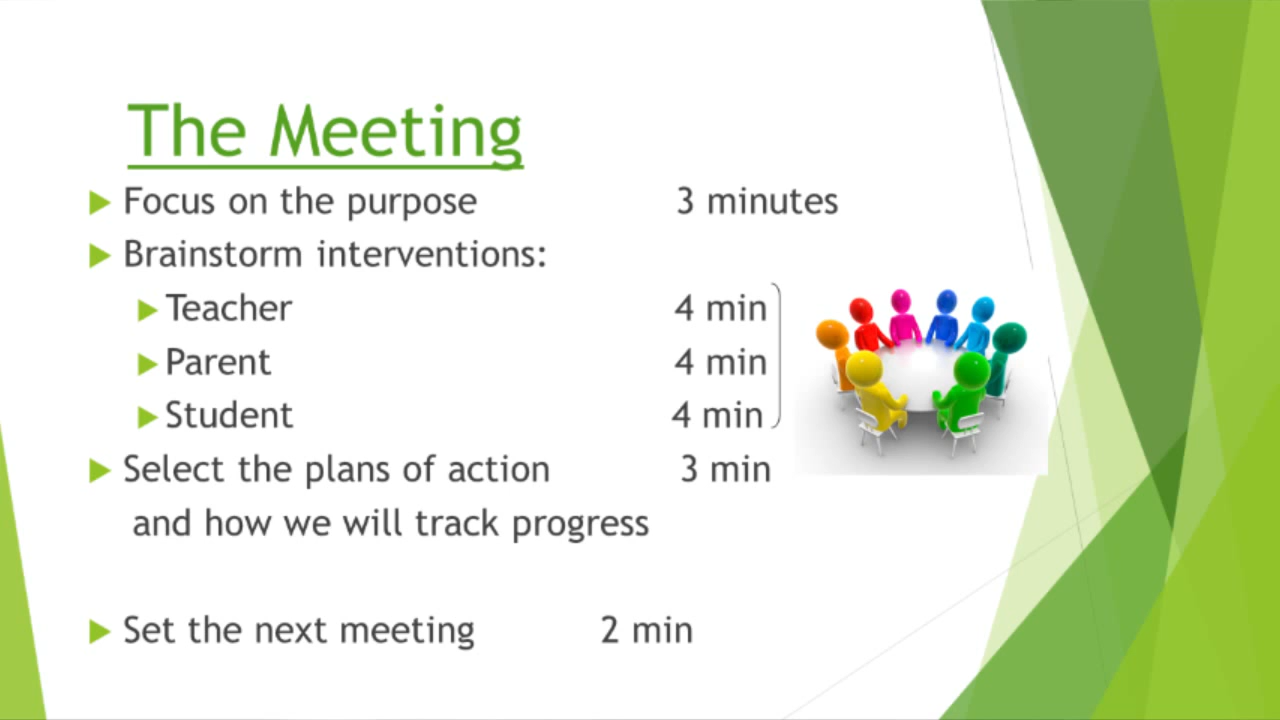 The Meeting
Focus on the purpose 3 minutes
Brainstorm interventions:
Teacher 4 min
Parent 4 min
Student 4 min
Select the plans of action 3 min
and how we will track progress
Set the next meeting 2 min